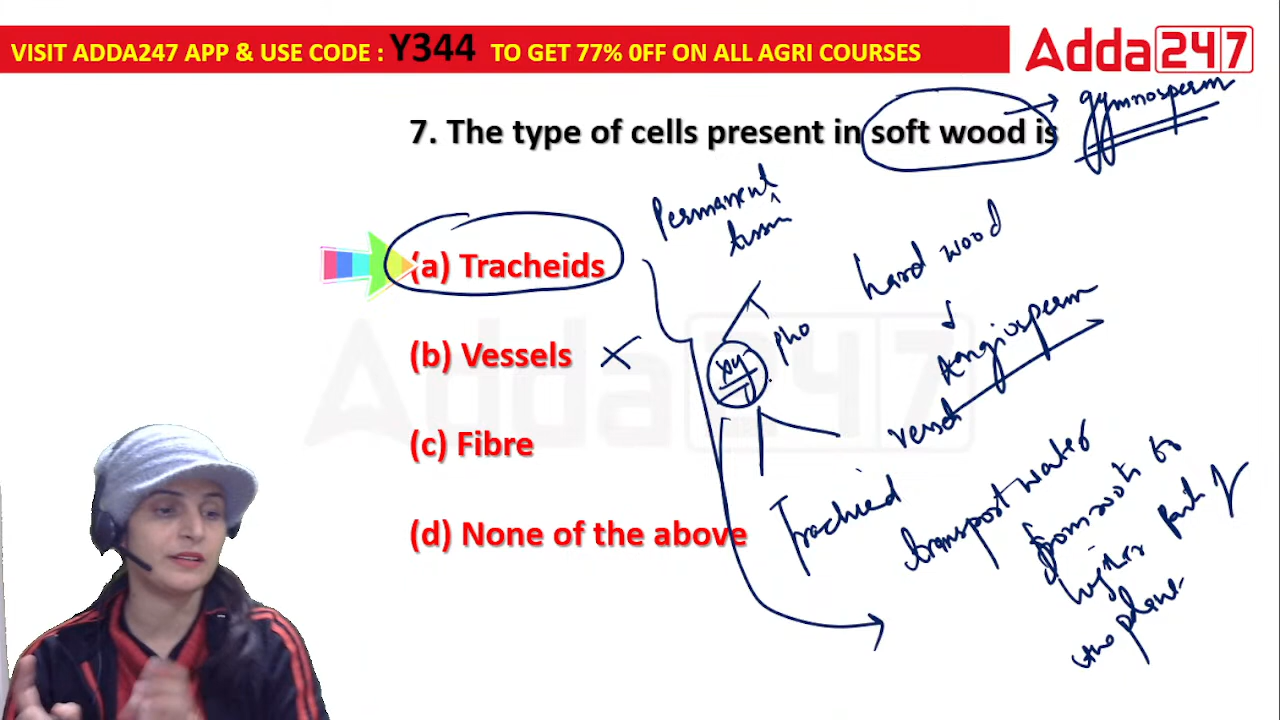 VISIT ADDA247 APP & USE CODE : Y344 TO GET 77% 0FF ON ALL AGRI COURSES
Adda247
gymnosperm
7. The type of cells present in soft wood is
Permanent
tissue
(a) Tracheids
hard wood
Angiosperm
(b) Vessels
xy
pho
vessel
(c) Fibre
Trachied
transport water
from roots to
higher part of
the plant
(d) None of the above
Adda247